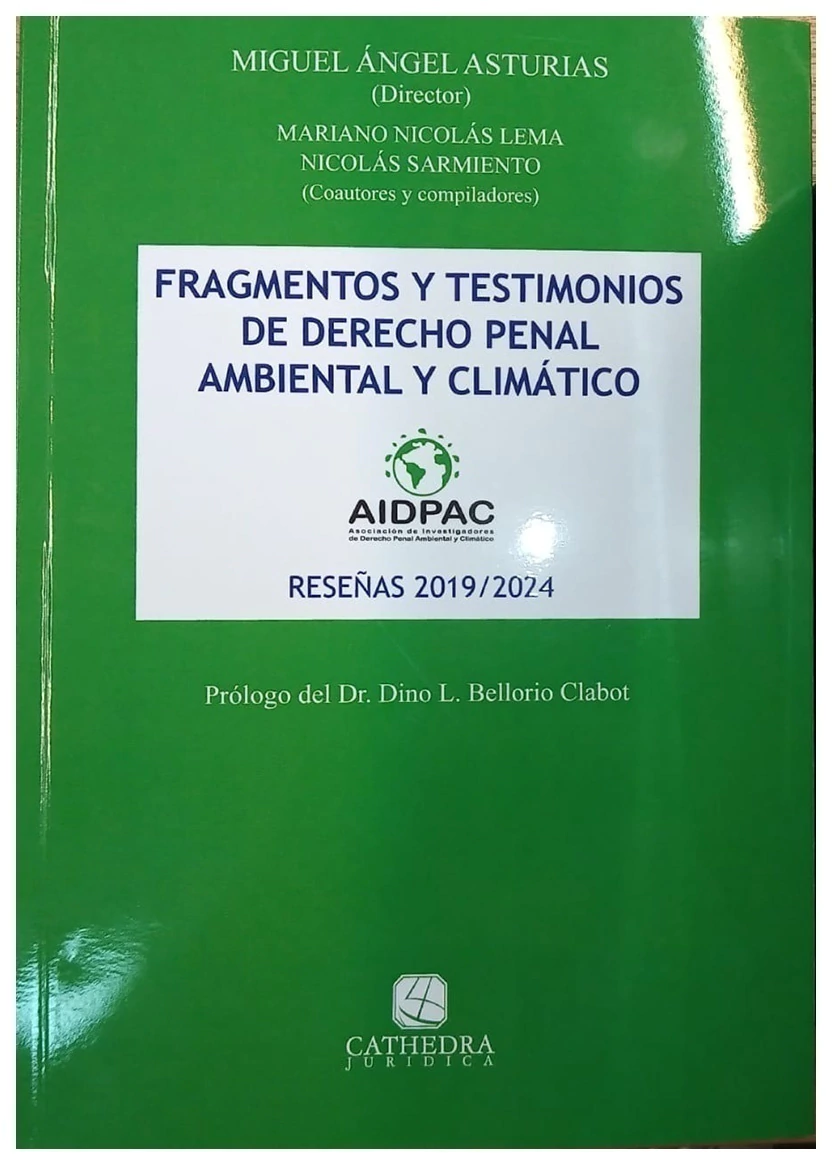 MIGUEL ÁNGEL ASTURIAS
(Director)
MARIANO NICOLÁS LEMA
NICOLÁS SARMIENTO
(Coautores y compiladores)
FRAGMENTOS Y TESTIMONIOS
DE DERECHO PENAL
AMBIENTAL Y CLIMÁTICO
AIDPAC
Asociación de Investigadores
de Derecho Penal Ambiental y Climático
RESEÑAS 2019/2024
Prólogo del Dr. Dino L. Bellorio Clabot
CATHEDRA
JURIDICA